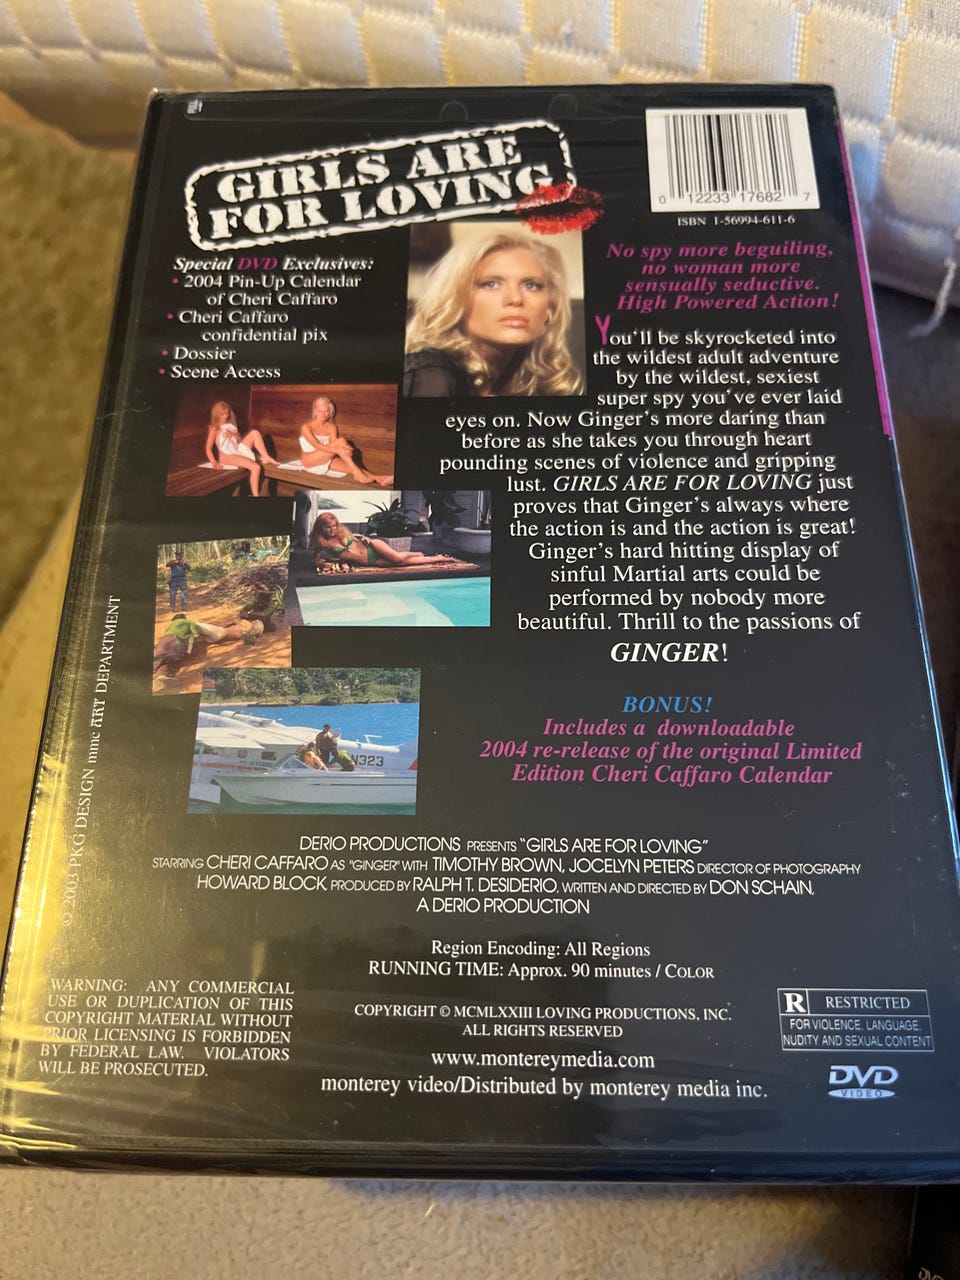 GIRLS ARE
FOR LOVING
0 12233 17682 7
ISBN 1-56994-611-6
Special DVD Exclusives:
• 2004 Pin-Up Calendar
of Cheri Caffaro
• Cheri Caffaro
confidential pix
• Dossier
• Scene Access
No spy more beguiling,
no woman more
sensually seductive.
High Powered Action!
You'll be skyrocketed into
the wildest adult adventure
by the wildest, sexiest
super spy you've ever laid
eyes on. Now Ginger's more daring than
before as she takes you through heart
pounding scenes of violence and gripping
lust. GIRLS ARE FOR LOVING just
proves that Ginger's always where
the action is and the action is great!
Ginger's hard hitting display of
sinful Martial arts could be
performed by nobody more
beautiful. Thrill to the passions of
GINGER!
N323
BONUS!
Includes a downloadable
2004 re-release of the original Limited
Edition Cheri Caffaro Calendar
© 2003 PKG DESIGN mmc ART DEPARTMENT
DERIO PRODUCTIONS PRESENTS "GIRLS ARE FOR LOVING"
STARRING CHERI CAFFARO AS "GINGER" WITH TIMOTHY BROWN, JOCELYN PETERS DIRECTOR OF PHOTOGRAPHY
HOWARD BLOCK PRODUCED BY RALPH T. DESIDERIO, WRITTEN AND DIRECTED BY DON SCHAIN,
A DERIO PRODUCTION
Region Encoding: All Regions
RUNNING TIME: Approx. 90 minutes / COLOR
WARNING: ANY COMMERCIAL
USE OR DUPLICATION OF THIS
COPYRIGHT MATERIAL WITHOUT
PRIOR LICENSING IS FORBIDDEN
BY FEDERAL LAW. VIOLATORS
WILL BE PROSECUTED.
COPYRIGHT © MCMLXXIII LOVING PRODUCTIONS, INC.
ALL RIGHTS RESERVED
www.montereymedia.com
monterey video/Distributed by monterey media inc.
R RESTRICTED
FOR VIOLENCE, LANGUAGE,
NUDITY AND SEXUAL CONTENT
DVD
VIDEO